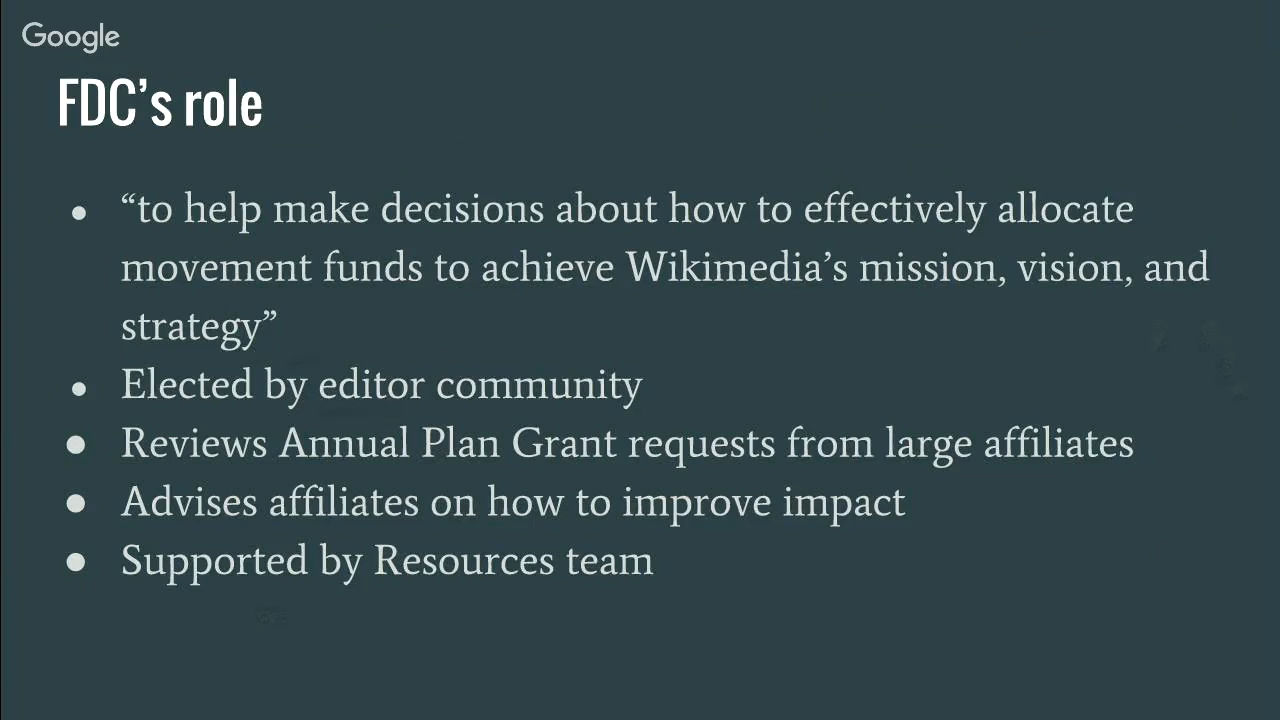 Google
FDC’s role
● “to help make decisions about how to effectively allocate
movement funds to achieve Wikimedia’s mission, vision, and
strategy”
● Elected by editor community
● Reviews Annual Plan Grant requests from large affiliates
● Advises affiliates on how to improve impact
● Supported by Resources team